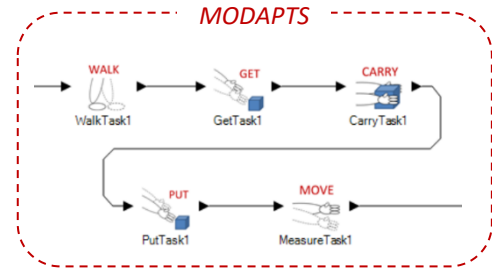 MODAPTS
WALK
WalkTask1
GET
GetTask1
CARRY
CarryTask1
PUT
PutTask1
MOVE
MeasureTask1